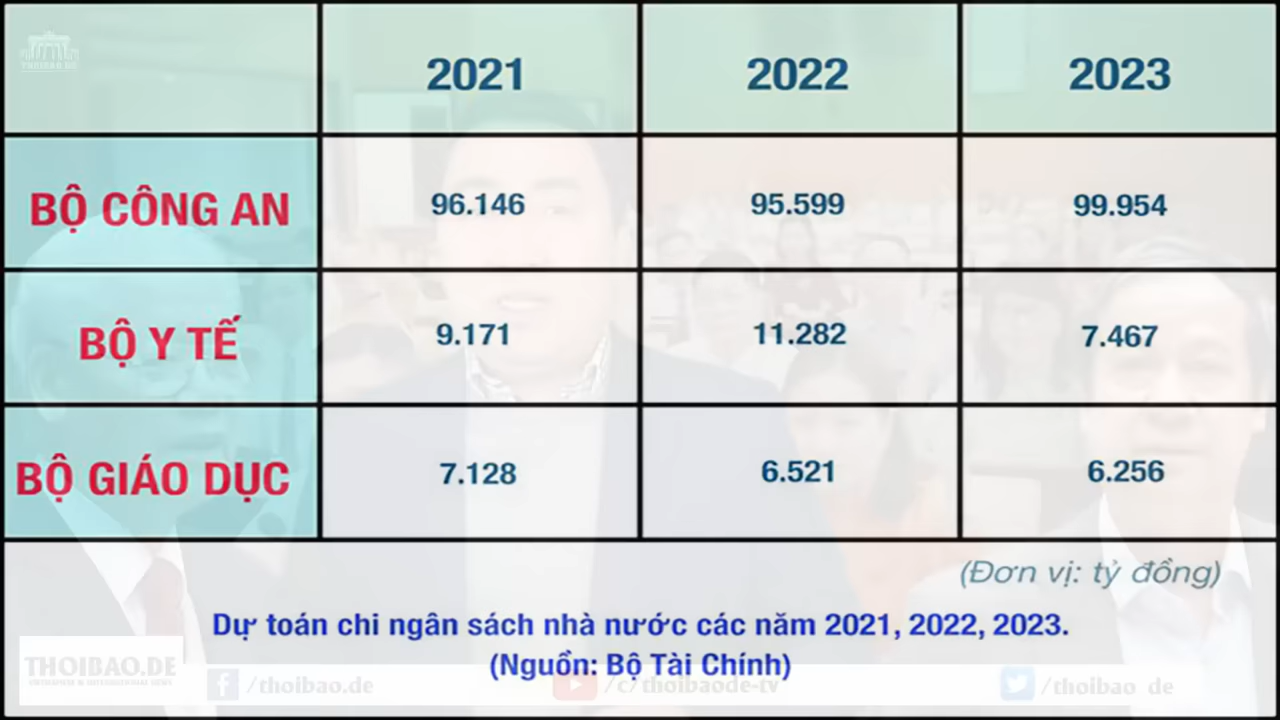 THOIBAO.DE
2021 2022 2023
BỘ CÔNG AN 96.146 95.599 99.954
BỘ Y TẾ 9.171 11.282 7.467
BỘ GIÁO DỤC 7.128 6.521 6.256
(Đơn vị: tỷ đồng)
Dự toán chi ngân sách nhà nước các năm 2021, 2022, 2023.
(Nguồn: Bộ Tài Chính)
THOIBAO.DE
/thoibao.de /c/thoibaode-tv /thoibao_de